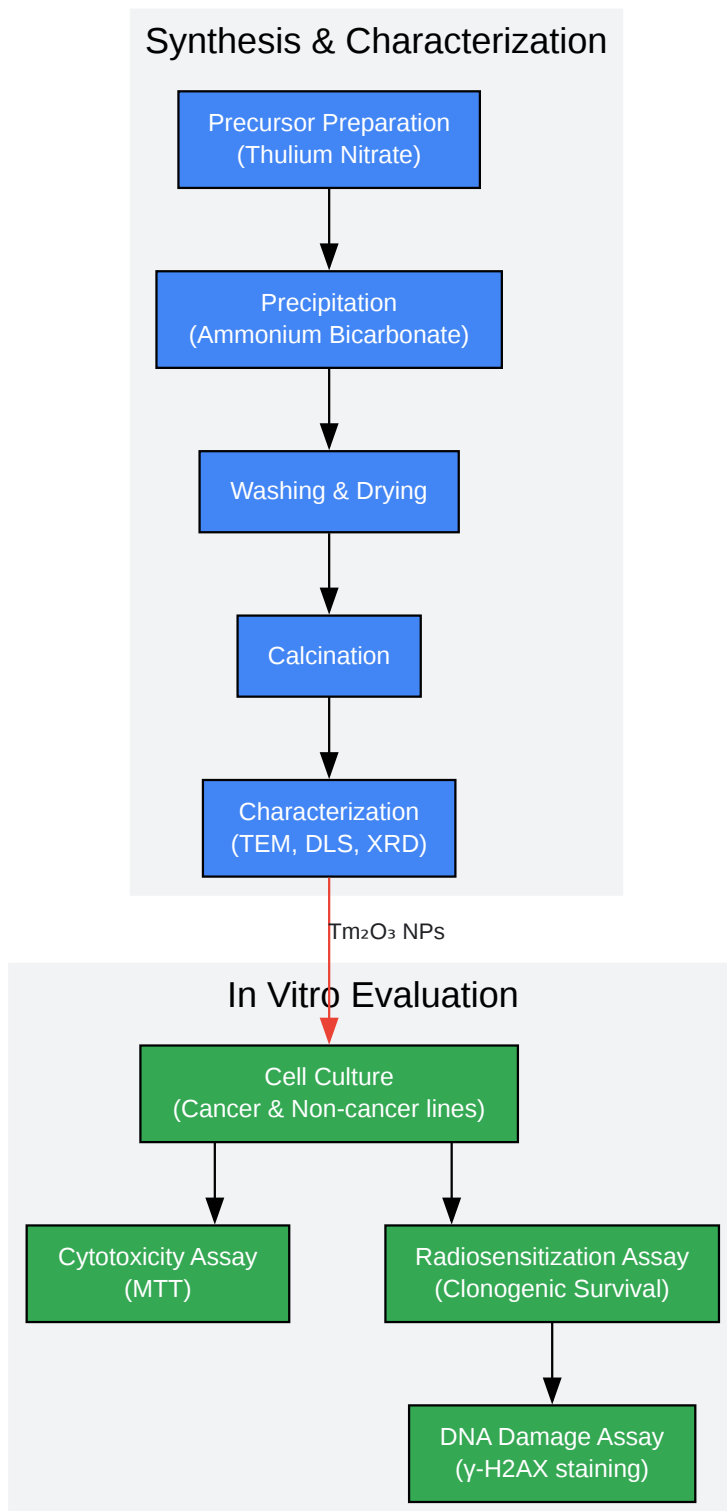 Synthesis & Characterization
Precursor Preparation
(Thulium Nitrate)
Precipitation
(Ammonium Bicarbonate)
Washing & Drying
Calcination
Characterization
(TEM, DLS, XRD)
Tm₂O₃ NPs
In Vitro Evaluation
Cell Culture
(Cancer & Non-cancer lines)
Cytotoxicity Assay
(MTT)
Radiosensitization Assay
(Clonogenic Survival)
DNA Damage Assay
(γ-H2AX staining)